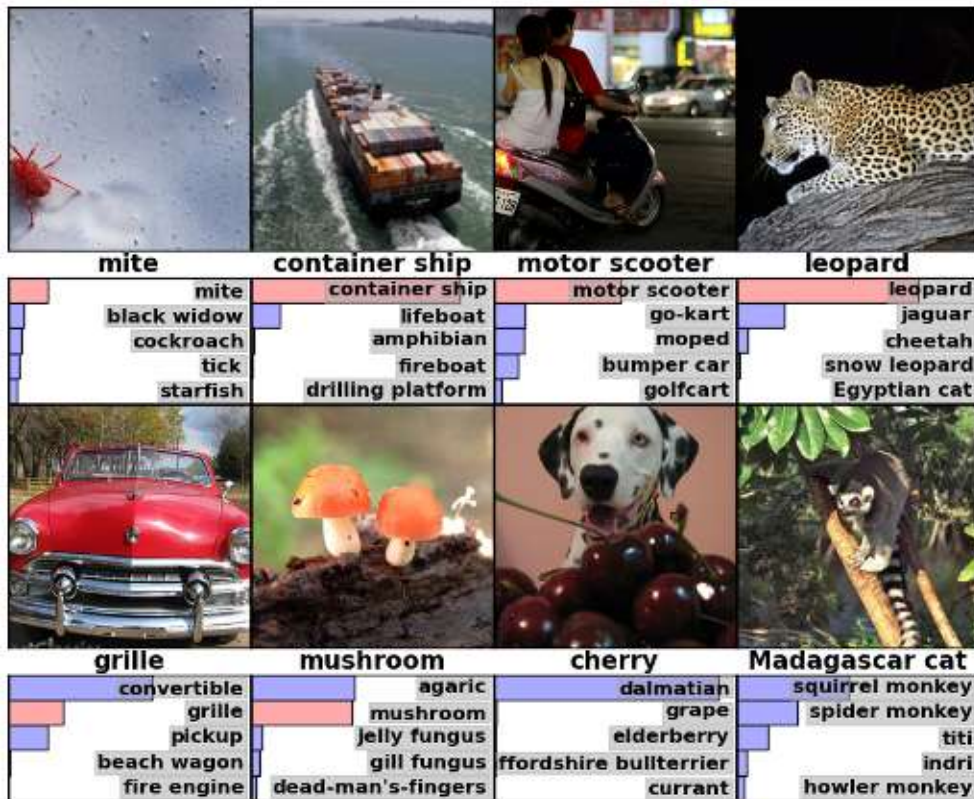 mite
container ship
motor scooter
leopard
mite
black widow
cockroach
tick
starfish
container ship
lifeboat
amphibian
fireboat
drilling platform
motor scooter
go-kart
moped
bumper car
golfcart
leopard
jaguar
cheetah
snow leopard
Egyptian cat
grille
mushroom
cherry
Madagascar cat
convertible
grille
pickup
beach wagon
fire engine
agaric
mushroom
jelly fungus
gill fungus
dead-man's-fingers
dalmatian
grape
elderberry
ffordshire bullterrier
currant
squirrel monkey
spider monkey
titi
indri
howler monkey